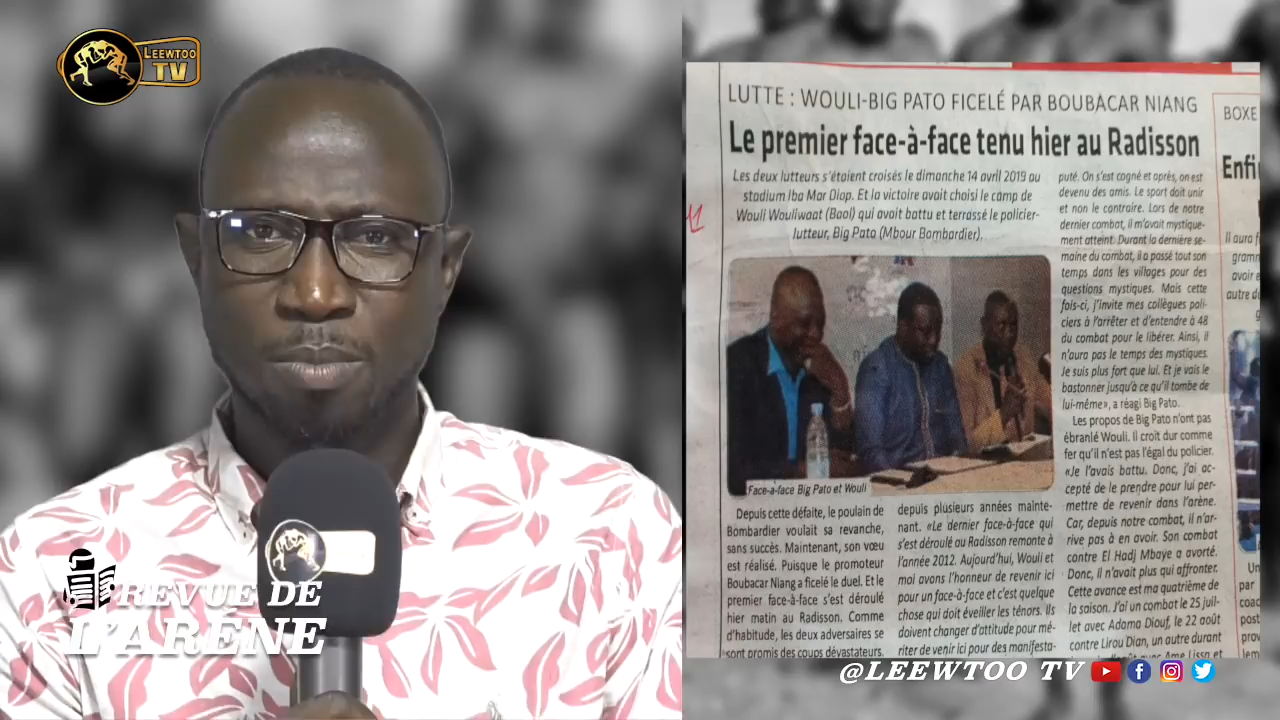 LEEWTOO
TV
REVUE DE
L'ARÈNE
LUTTE : WOULI-BIG PATO FICELÉ PAR BOUBACAR NIANG
Le premier face-à-face tenu hier au Radisson
Les deux lutteurs s'étaient croisés le dimanche 14 avril 2019 au
stadium Iba Mar Diop. Et la victoire avait choisi le camp de
Wouli Wouliwaat (Baol) qui avait battu et terrassé le policier-
lutteur, Big Pato (Mbour Bombardier).
Face-à-face Big Pato et Wouli
Depuis cette défaite, le poulain de
Bombardier voulait sa revanche,
sans succès. Maintenant, son vœu
est réalisé. Puisque le promoteur
Boubacar Niang a ficelé le duel. Et le
premier face-à-face s'est déroulé
hier matin au Radisson. Comme
d'habitude, les deux adversaires se
sont promis des coups dévastateurs.
depuis plusieurs années mainte-
nant. «Le dernier face-à-face qui
s'est déroulé au Radisson remonte à
l'année 2012. Aujourd'hui, Wouli et
moi avons l'honneur de revenir ici
pour un face-à-face et c'est quelque
chose qui doit éveiller les ténors. Ils
doivent changer d'attitude pour mé-
riter de venir ici pour des manifesta-
puté. On s'est cogné et après, on est
devenu des amis. Le sport doit unir
et non le contraire. Lors de notre
dernier combat, il m'avait mystique-
ment atteint. Durant la dernière se-
maine du combat, il a passé tout son
temps dans les villages pour des
questions mystiques. Mais cette
fois-ci, j'invite mes collègues poli-
ciers à l'arrêter et d'entendre à 48
du combat pour le libérer. Ainsi, il
n'aura pas le temps des mystiques.
Je suis plus fort que lui. Et je vais le
bastonner jusqu'à ce qu'il tombe de
lui-même», a réagi Big Pato.
Les propos de Big Pato n'ont pas
ébranlé Wouli. Il croit dur comme
fer qu'il n'est pas l'égal du policier.
«Je l'avais battu. Donc, j'ai ac-
cepté de le prendre pour lui per-
mettre de revenir dans l'arène.
Car, depuis notre combat, il n'ar-
rive pas à en avoir. Son combat
contre El Hadj Mbaye a avorté.
Donc, il n'avait plus qui affronter.
Cette avance est ma quatrième de
la saison. J'ai un combat le 25 juil-
let avec Adama Diouf, le 22 août
contre Lirou Dian, un autre durant
BOXE
Enfi
Il aura f
gramm
avoir e
autre d
Un
par
coac
post
prov
@LEEWTOO TV